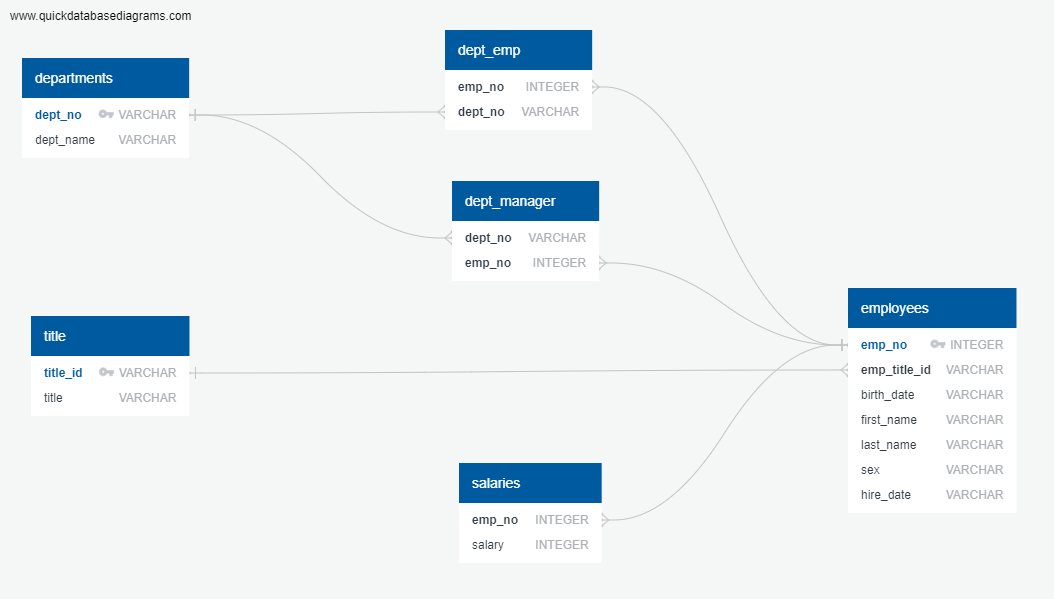 www.quickdatabasediagrams.com
departments
dept_no VARCHAR
dept_name VARCHAR
dept_emp
emp_no INTEGER
dept_no VARCHAR
dept_manager
dept_no VARCHAR
emp_no INTEGER
title
title_id VARCHAR
title VARCHAR
employees
emp_no INTEGER
emp_title_id VARCHAR
birth_date VARCHAR
first_name VARCHAR
last_name VARCHAR
sex VARCHAR
hire_date VARCHAR
salaries
emp_no INTEGER
salary INTEGER